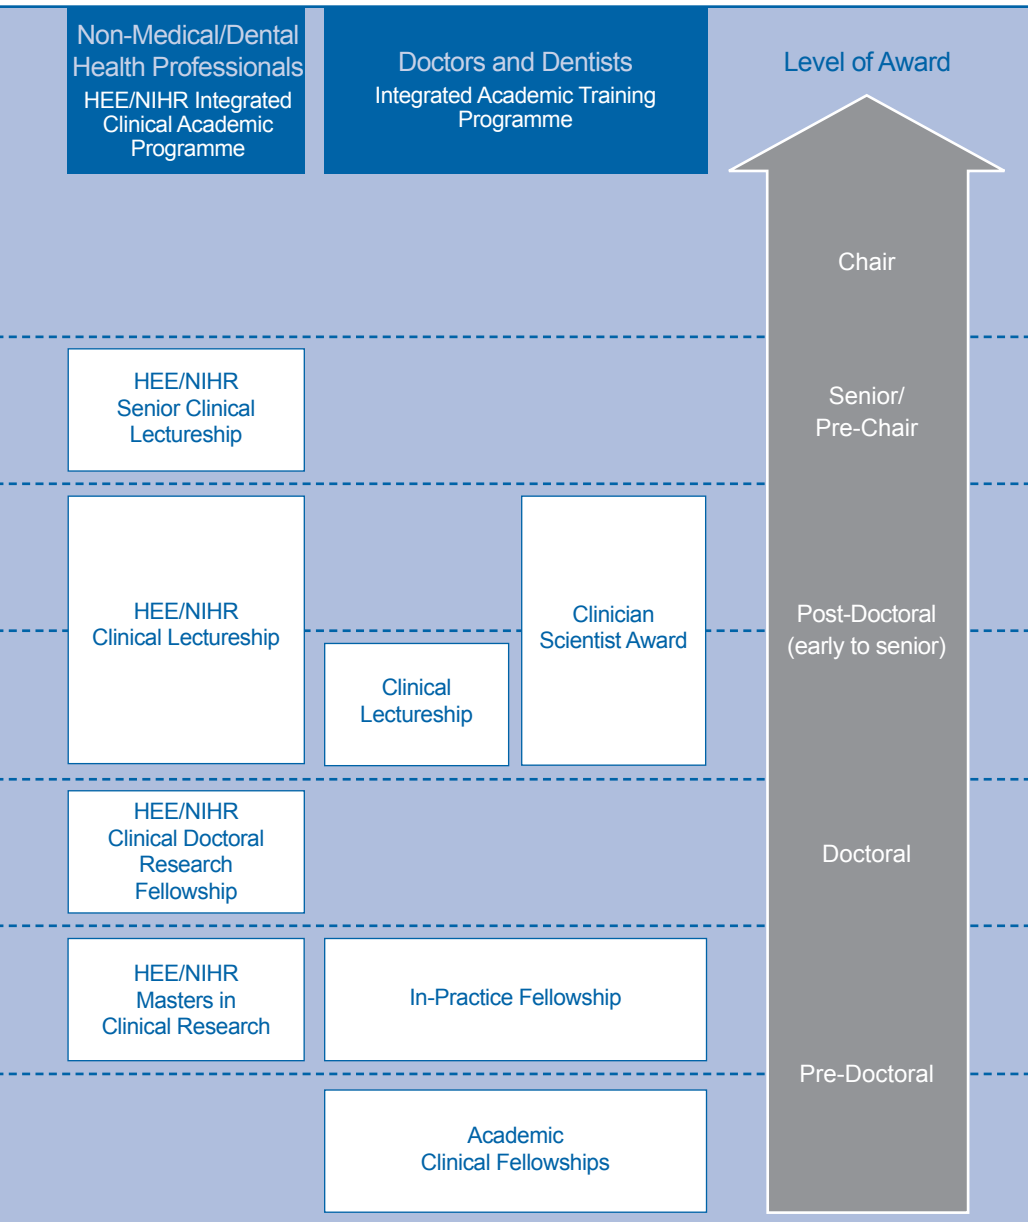 Non-Medical/Dental
Health Professionals
HEE/NIHR Integrated
Clinical Academic
Programme
Doctors and Dentists
Integrated Academic Training
Programme
Level of Award
Chair
HEE/NIHR
Senior Clinical
Lectureship
Senior/
Pre-Chair
HEE/NIHR
Clinical Lectureship
Clinical
Lectureship
Clinician
Scientist Award
Post-Doctoral
(early to senior)
HEE/NIHR
Clinical Doctoral
Research
Fellowship
Doctoral
HEE/NIHR
Masters in
Clinical Research
In-Practice Fellowship
Pre-Doctoral
Academic
Clinical Fellowships